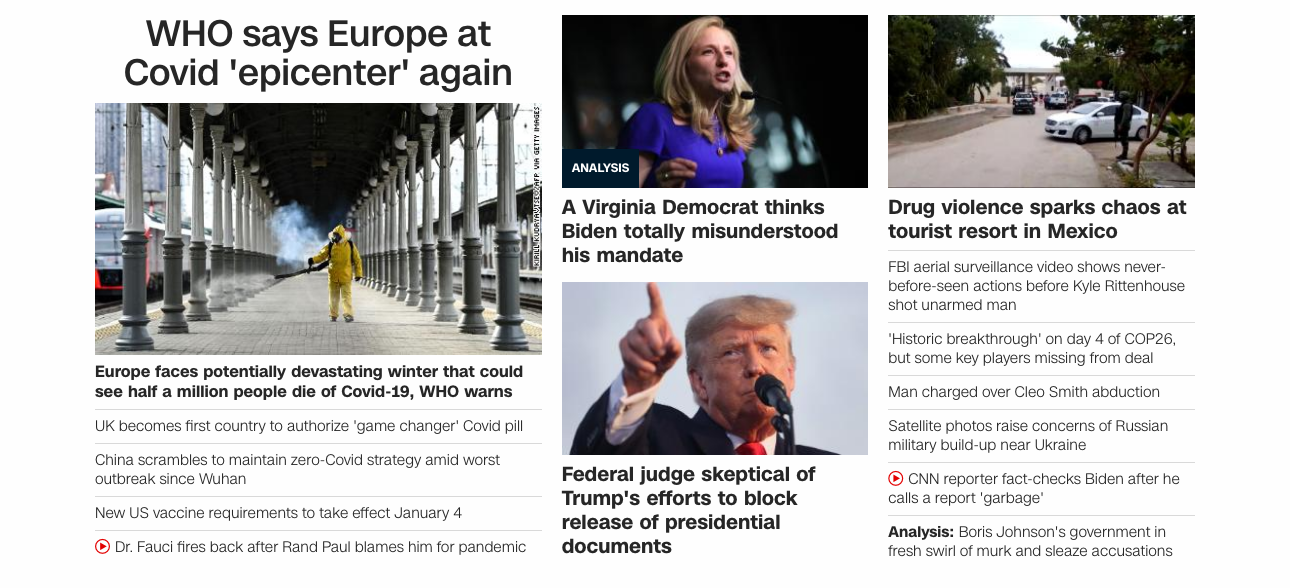 WHO says Europe at
Covid 'epicenter' again
KIRILL KUDRYAVTSEV/AFP VIA GETTY IMAGES
Europe faces potentially devastating winter that could
see half a million people die of Covid-19, WHO warns
UK becomes first country to authorize 'game changer' Covid pill
China scrambles to maintain zero-Covid strategy amid worst
outbreak since Wuhan
New US vaccine requirements to take effect January 4
Dr. Fauci fires back after Rand Paul blames him for pandemic
ANALYSIS
A Virginia Democrat thinks
Biden totally misunderstood
his mandate
Federal judge skeptical of
Trump's efforts to block
release of presidential
documents
Drug violence sparks chaos at
tourist resort in Mexico
FBI aerial surveillance video shows never-
before-seen actions before Kyle Rittenhouse
shot unarmed man
'Historic breakthrough' on day 4 of COP26,
but some key players missing from deal
Man charged over Cleo Smith abduction
Satellite photos raise concerns of Russian
military build-up near Ukraine
CNN reporter fact-checks Biden after he
calls a report 'garbage'
Analysis: Boris Johnson's government in
fresh swirl of murk and sleaze accusations